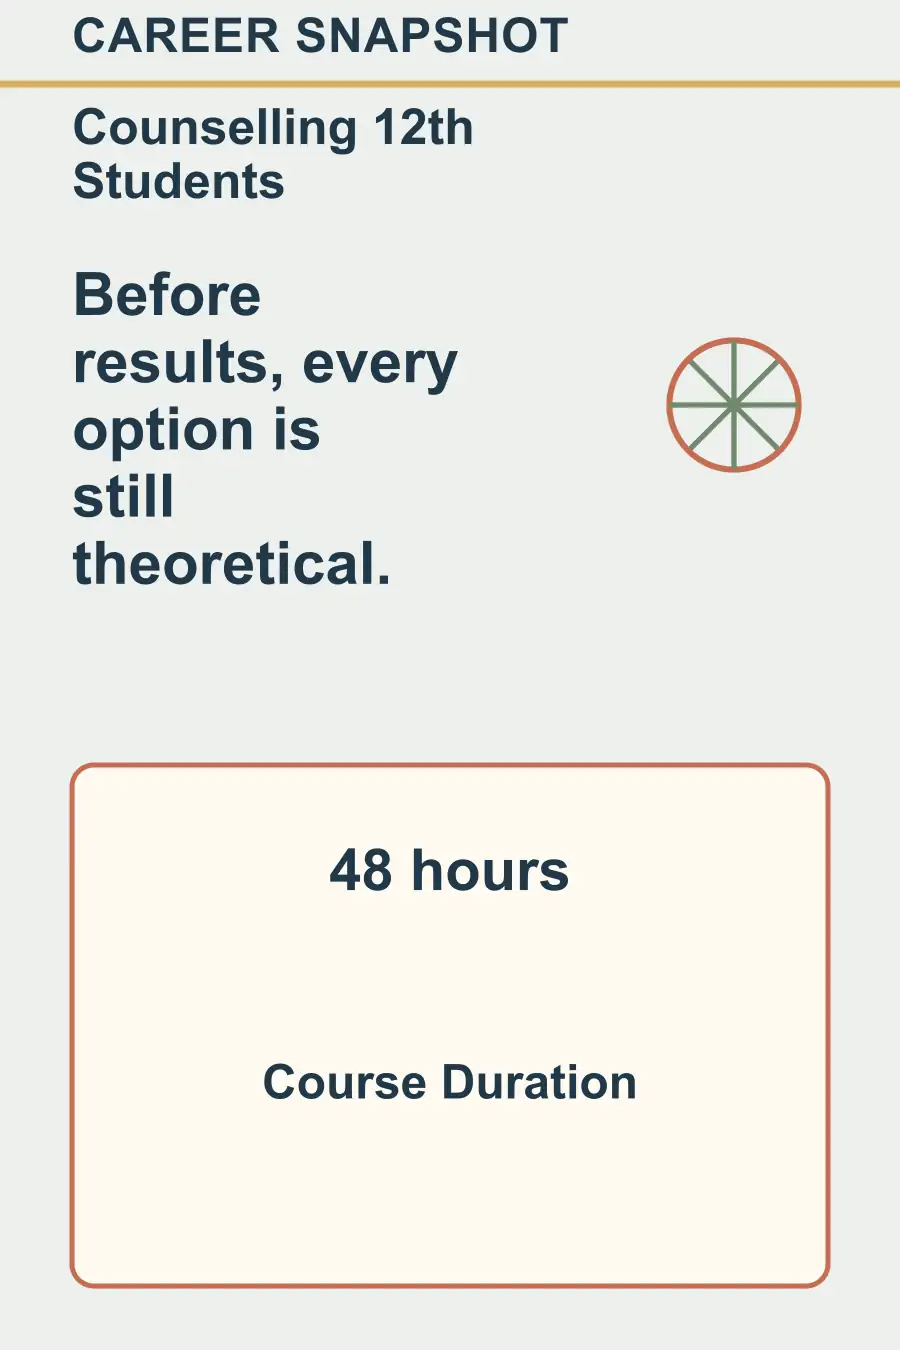 CAREER SNAPSHOT
Counselling 12th
Students
Before
results, every
option is
still
theoretical.
48 hours
Course Duration